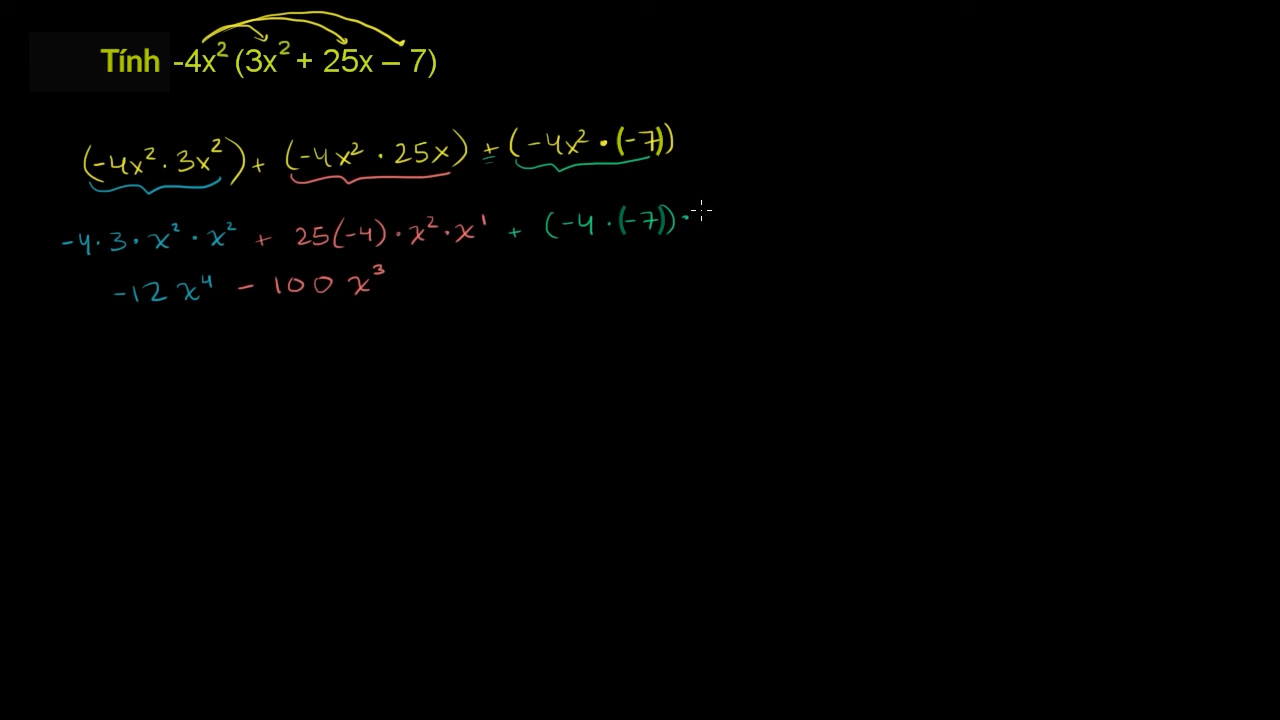 Tính -4x² (3x² + 25x – 7)
(-4x² · 3x²) + (-4x² · 25x) + (-4x² · (-7))
-4 · 3 · x² · x² + 25(-4) · x² · x¹ + (-4 · (-7)) ·
-12x⁴ - 100x³